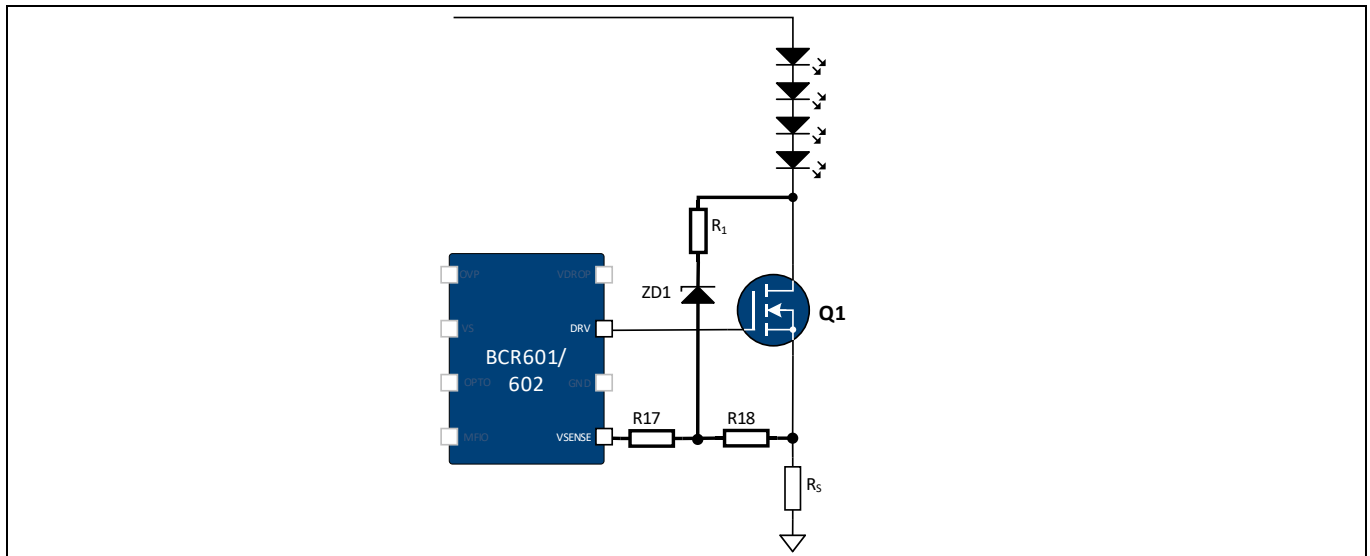 R1
ZD1
Q1
OVP
VDROP
VS
DRV
BCR601/
602
OPTO
GND
MFIO
VSENSE
R17
R18
RS